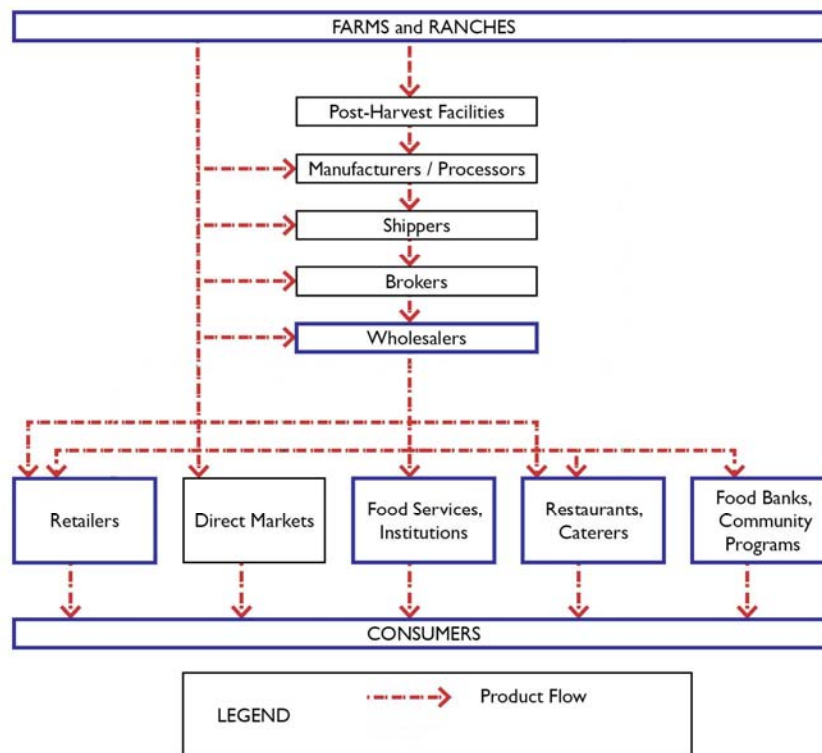 FARMS and RANCHES
Post-Harvest Facilities
Manufacturers / Processors
Shippers
Brokers
Wholesalers
Retailers
Direct Markets
Food Services,
Institutions
Restaurants,
Caterers
Food Banks,
Community
Programs
CONSUMERS
LEGEND
Product Flow